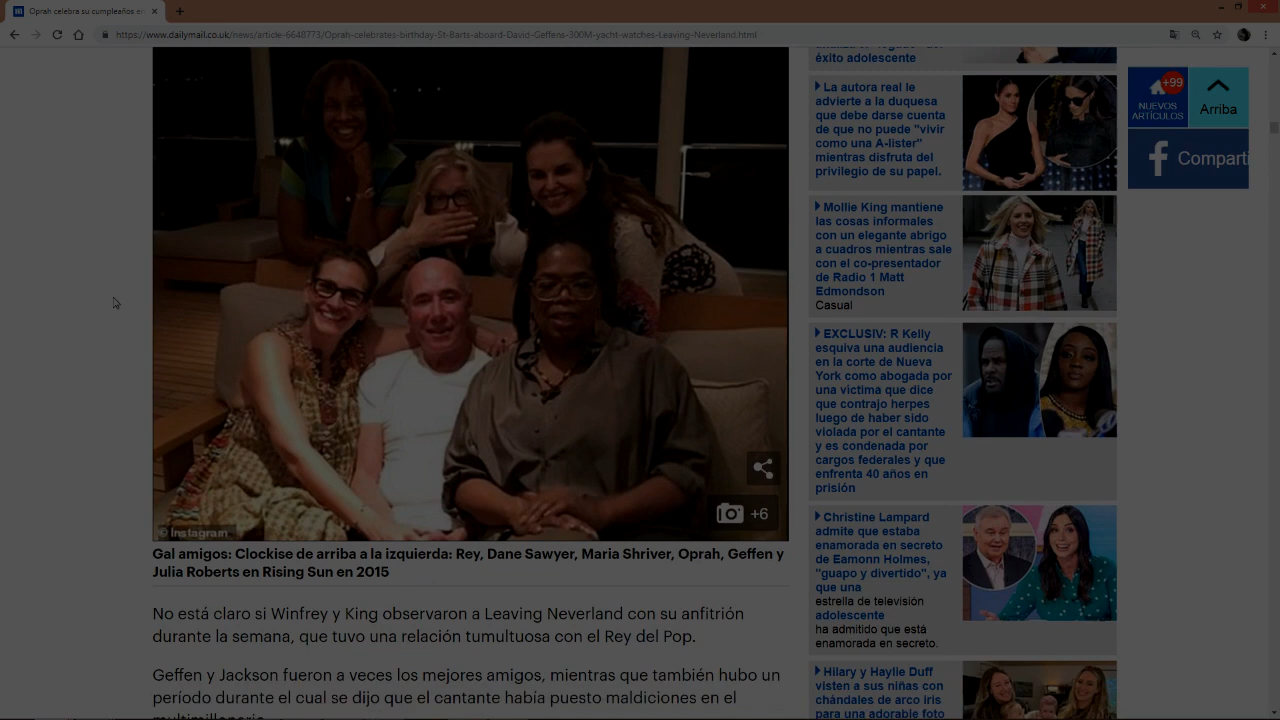 Oprah celebra su cumpleaños en
https://www.dailymail.co.uk/news/article-6648773/Oprah-celebrates-birthday-St-Barts-aboard-David-Geffens-300M-yacht-watches-Leaving-Neverland.html
© Instagram
+6
Gal amigos: Clockise de arriba a la izquierda: Rey, Dane Sawyer, Maria Shriver, Oprah, Geffen y
Julia Roberts en Rising Sun en 2015
No está claro si Winfrey y King observaron a Leaving Neverland con su anfitrión
durante la semana, que tuvo una relación tumultuosa con el Rey del Pop.
Geffen y Jackson fueron a veces los mejores amigos, mientras que también hubo un
período durante el cual se dijo que el cantante había puesto maldiciones en el
multimillonario.
éxito adolescente
La autora real le
advierte a la duquesa
que debe darse cuenta
de que no puede "vivir
como una A-lister"
mientras disfruta del
privilegio de su papel.
Mollie King mantiene
las cosas informales
con un elegante abrigo
a cuadros mientras sale
con el co-presentador
de Radio 1 Matt
Edmondson
Casual
EXCLUSIV: R Kelly
esquiva una audiencia
en la corte de Nueva
York como abogada por
una víctima que dice
que contrajo herpes
luego de haber sido
violada por el cantante
y es condenada por
cargos federales y que
enfrenta 40 años en
prisión
Christine Lampard
admite que estaba
enamorada en secreto
de Eamonn Holmes,
"guapo y divertido", ya
que una
estrella de televisión
adolescente
ha admitido que está
enamorada en secreto.
Hilary y Haylie Duff
visten a sus niñas con
chándales de arco iris
para una adorable foto
+99
NUEVOS
ARTÍCULOS
Arriba
Comparti